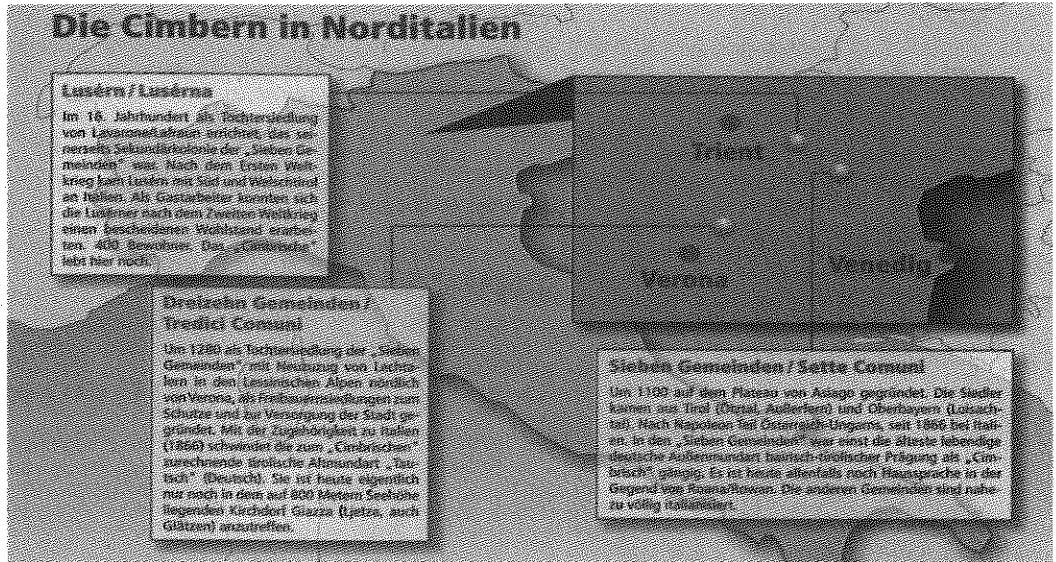 Die Cimbern in Norditalien
Lusérn / Lusérna
Im 16. Jahrhundert als Tochtersiedlung
von Lavarone/Lafraun errichtet, das sei-
nerseits Sekundärkolonie der „Sieben Ge-
meinden“ war. Nach dem Ersten Welt-
krieg kam Lusérn mit Süd und Welschtirol
an Italien. Als Gastarbeiter konnten sich
die Lusérner nach dem Zweiten Weltkrieg
einen bescheidenen Wohlstand erarbei-
ten. 400 Bewohner. Das „Cimbrische“
lebt hier noch.
Trient
Verona
Venedig
Dreizehn Gemeinden /
Tredici Comuni
Um 1280 als Tochtersiedlung der „Sieben
Gemeinden“ mit Neuzuzug von Lechta-
lern in den Lessinischen Alpen nördlich
von Verona, als Freibauernsiedlungen zum
Schutze und zur Versorgung der Stadt ge-
gründet. Mit der Zugehörigkeit zu Italien
(1866) schwindet die zum „Cimbrischen“
zurechnende tirolische Altmundart „Tau-
tsch“ (Deutsch). Sie ist heute eigentlich
nur noch in dem auf 800 Metern Seehöhe
liegenden Kirchdorf Giazza (Ljetza, auch
Glätzen) anzutreffen.
Sieben Gemeinden / Sette Comuni
Um 1100 auf dem Plateau von Asiago gegründet. Die Siedler
kamen aus Tirol (Ötztal, Außerfern) und Oberbayern (Loisach-
tal). Nach Napoleon Teil Österreich-Ungarns, seit 1866 bei Itali-
en. In den „Sieben Gemeinden“ war einst die älteste lebendige
deutsche Außenmundart bairisch-tirolischer Prägung als „Cim-
brisch“ gängig. Es ist heute allenfalls noch Haussprache in der
Gegend von Roana/Rowan. Die anderen Gemeinden sind nahe-
zu völlig italianisiert.